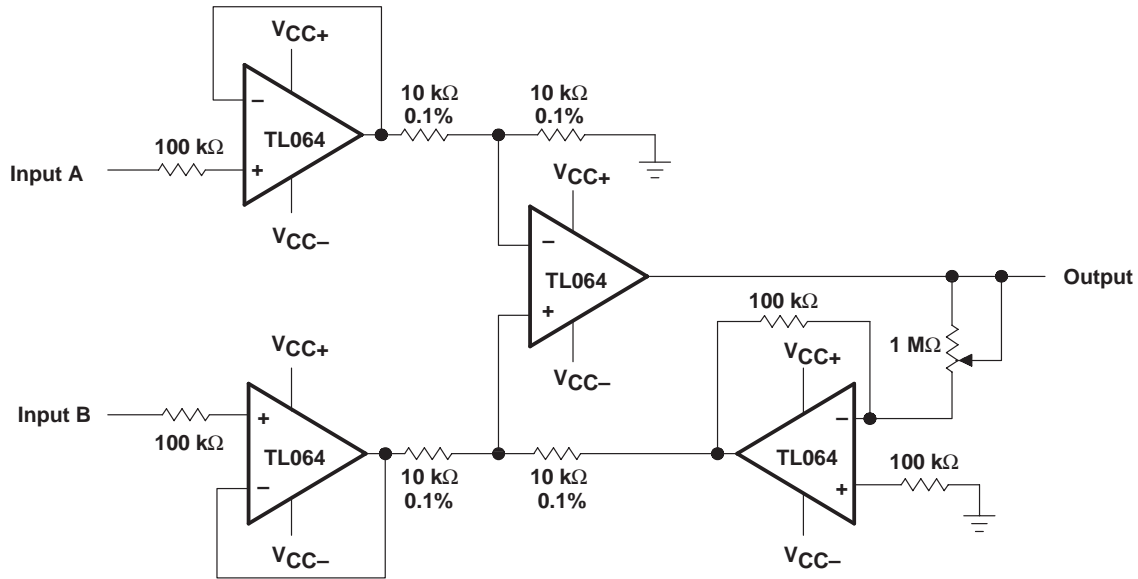 VCC+
10 kΩ
0.1%
10 kΩ
0.1%
−
TL064
100 kΩ
Input A
+
VCC−
VCC+
−
TL064
+
VCC−
Output
100 kΩ
1 MΩ
VCC+
VCC+
Input B
100 kΩ
+
TL064
−
VCC−
10 kΩ
0.1%
10 kΩ
0.1%
−
TL064
+
100 kΩ
VCC−